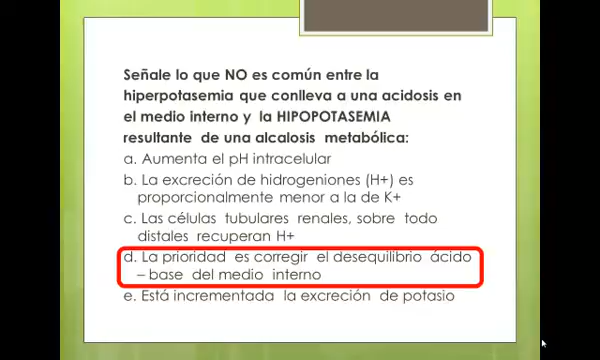 Señale lo que NO es común entre la
hiperpotasemia que conlleva a una acidosis en
el medio interno y la HIPOPOTASEMIA
resultante de una alcalosis metabólica:
a. Aumenta el pH intracelular
b. La excreción de hidrogeniones (H+) es
proporcionalmente menor a la de K+
c. Las células tubulares renales, sobre todo
distales recuperan H+
d. La prioridad es corregir el desequilibrio ácido
– base del medio interno
e. Está incrementada la excreción de potasio